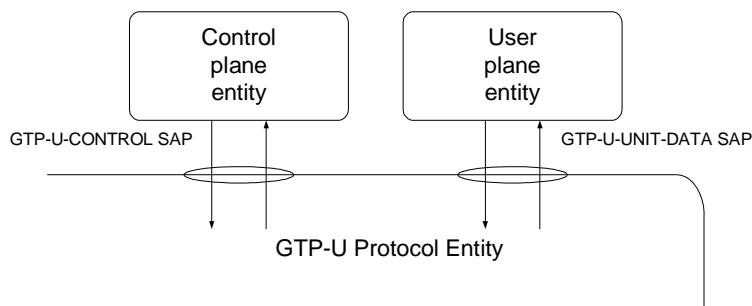 Control
plane
entity
User
plane
entity
GTP-U-CONTROL SAP
GTP-U-UNIT-DATA SAP
GTP-U Protocol Entity